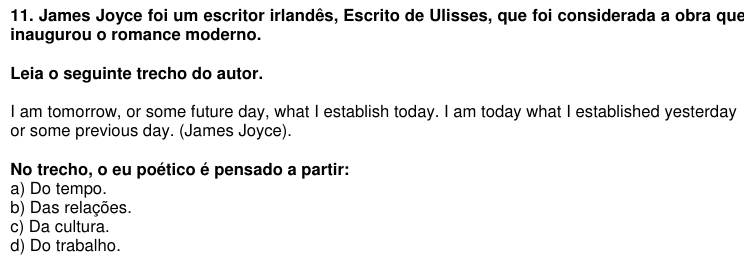 11. James Joyce foi um escritor irlandês, Escrito de Ulisses, que foi considerada a obra que
inaugurou o romance moderno.
Leia o seguinte trecho do autor.
I am tomorrow, or some future day, what I establish today. I am today what I established yesterday
or some previous day. (James Joyce).
No trecho, o eu poético é pensado a partir:
a) Do tempo.
b) Das relações.
c) Da cultura.
d) Do trabalho.